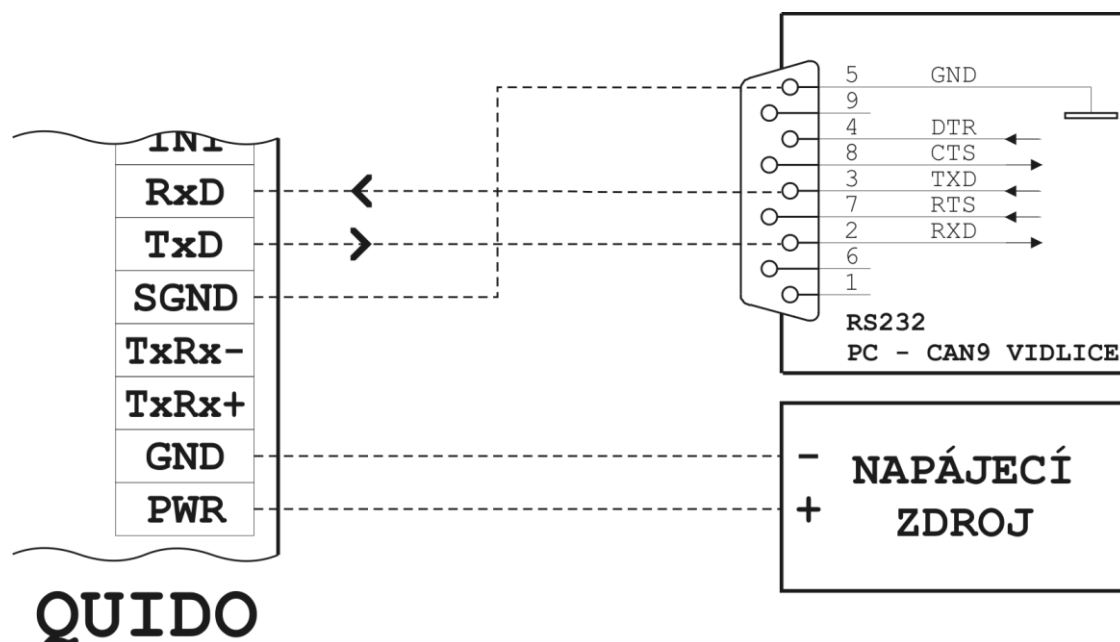 IN1
RxD
TxD
SGND
TxRx-
TxRx+
GND
PWR
QUIDO
5 GND
9
4 DTR
8 CTS
3 TXD
7 RTS
2 RXD
6
1
RS232
PC - CAN9 VIDLICE
- NAPÁJECÍ
+ ZDROJ